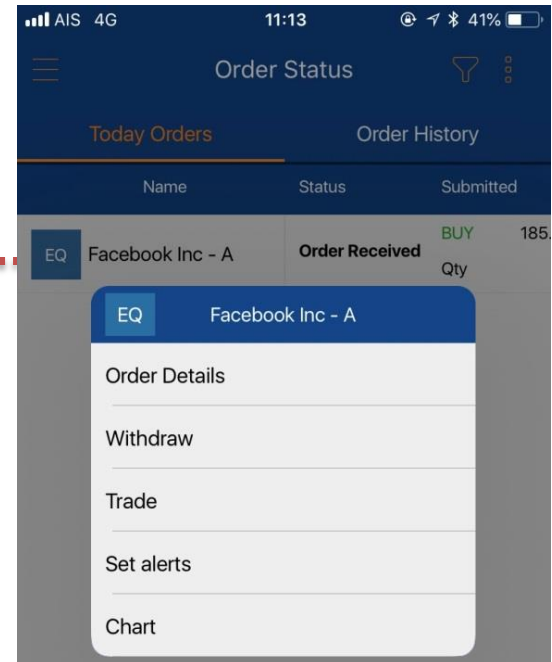 AIS 4G 11:13 41%
Order Status
Today Orders Order History
Name Status Submitted
EQ Facebook Inc - A Order Received BUY 185.
Qty
EQ Facebook Inc - A
Order Details
Withdraw
Trade
Set alerts
Chart